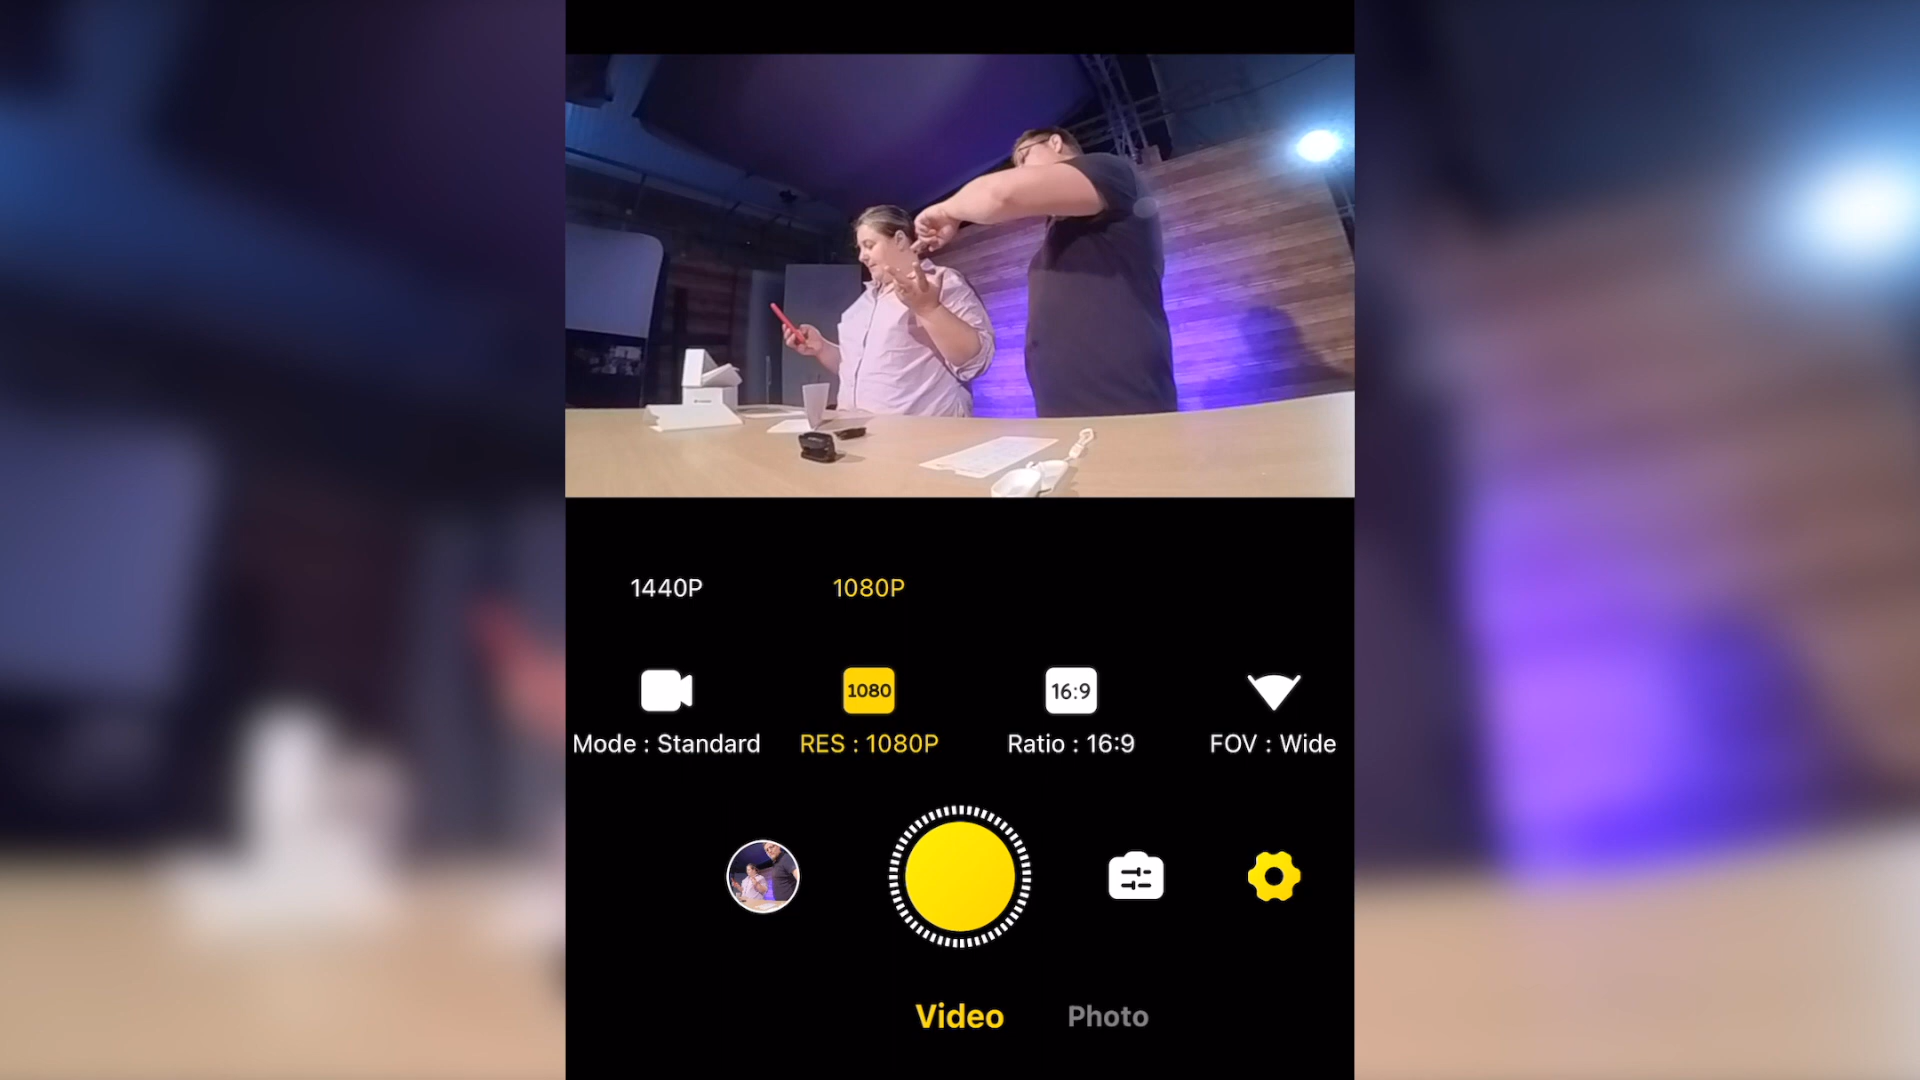 1440P
1080P
1080
16:9
Mode : Standard
RES : 1080P
Ratio : 16:9
FOV : Wide
Video
Photo